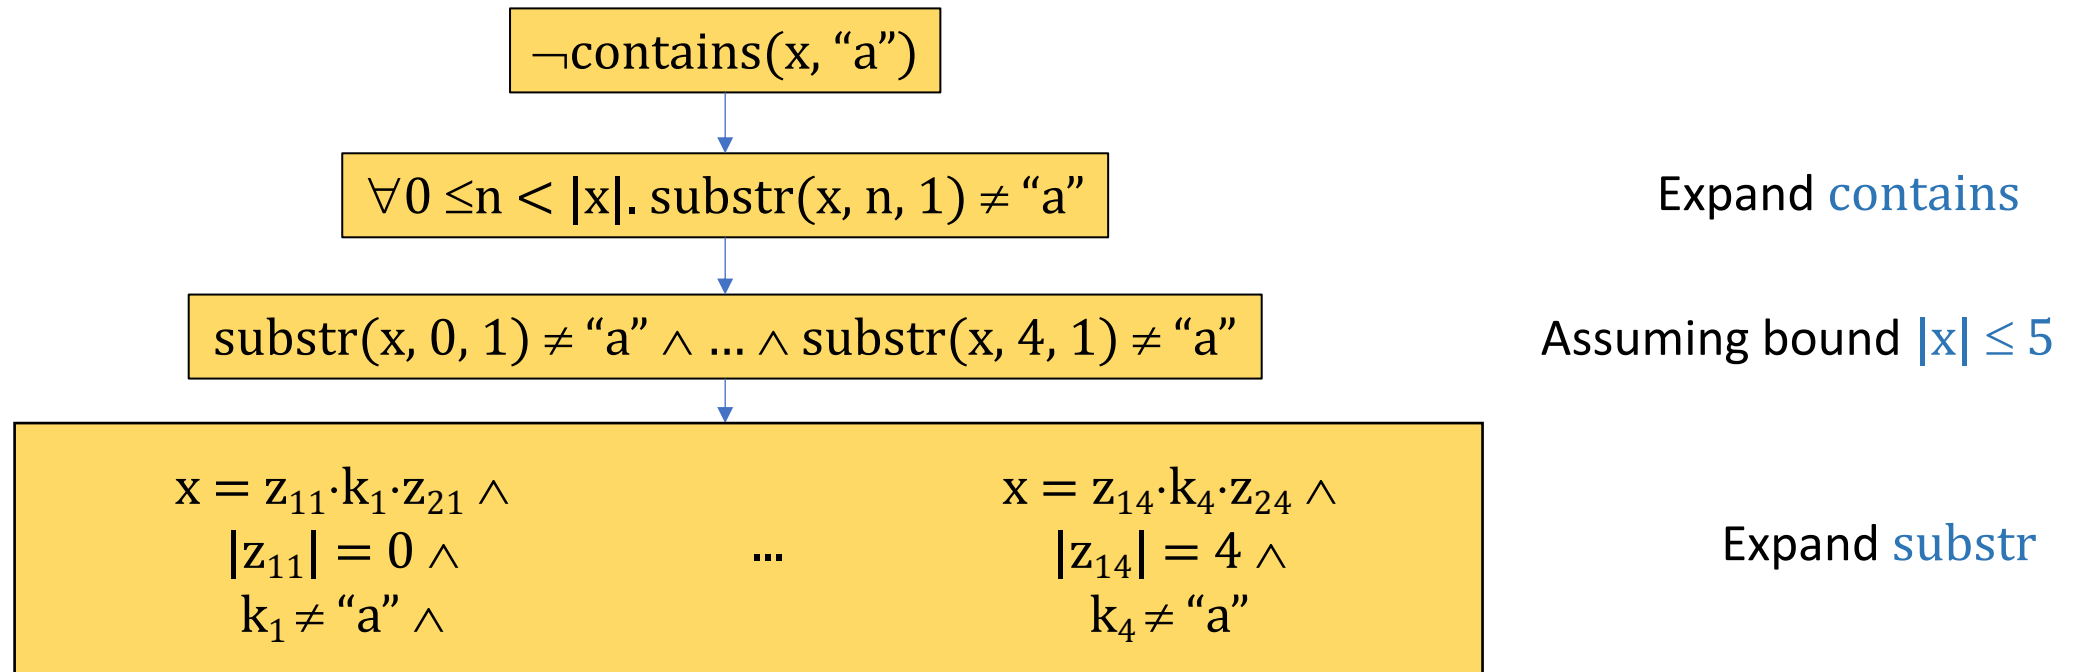 ¬contains(x, “a”)
∀0 ≤n < |x|. substr(x, n, 1) ≠ “a”
Expand contains
substr(x, 0, 1) ≠ “a” ∧ ... ∧ substr(x, 4, 1) ≠ “a”
Assuming bound |x| ≤ 5
x = z₁₁·k₁·z₂₁ ∧
x = z₁₄·k₄·z₂₄ ∧
|z₁₁| = 0 ∧
...
|z₁₄| = 4 ∧
Expand substr
k₁ ≠ “a” ∧
k₄ ≠ “a”